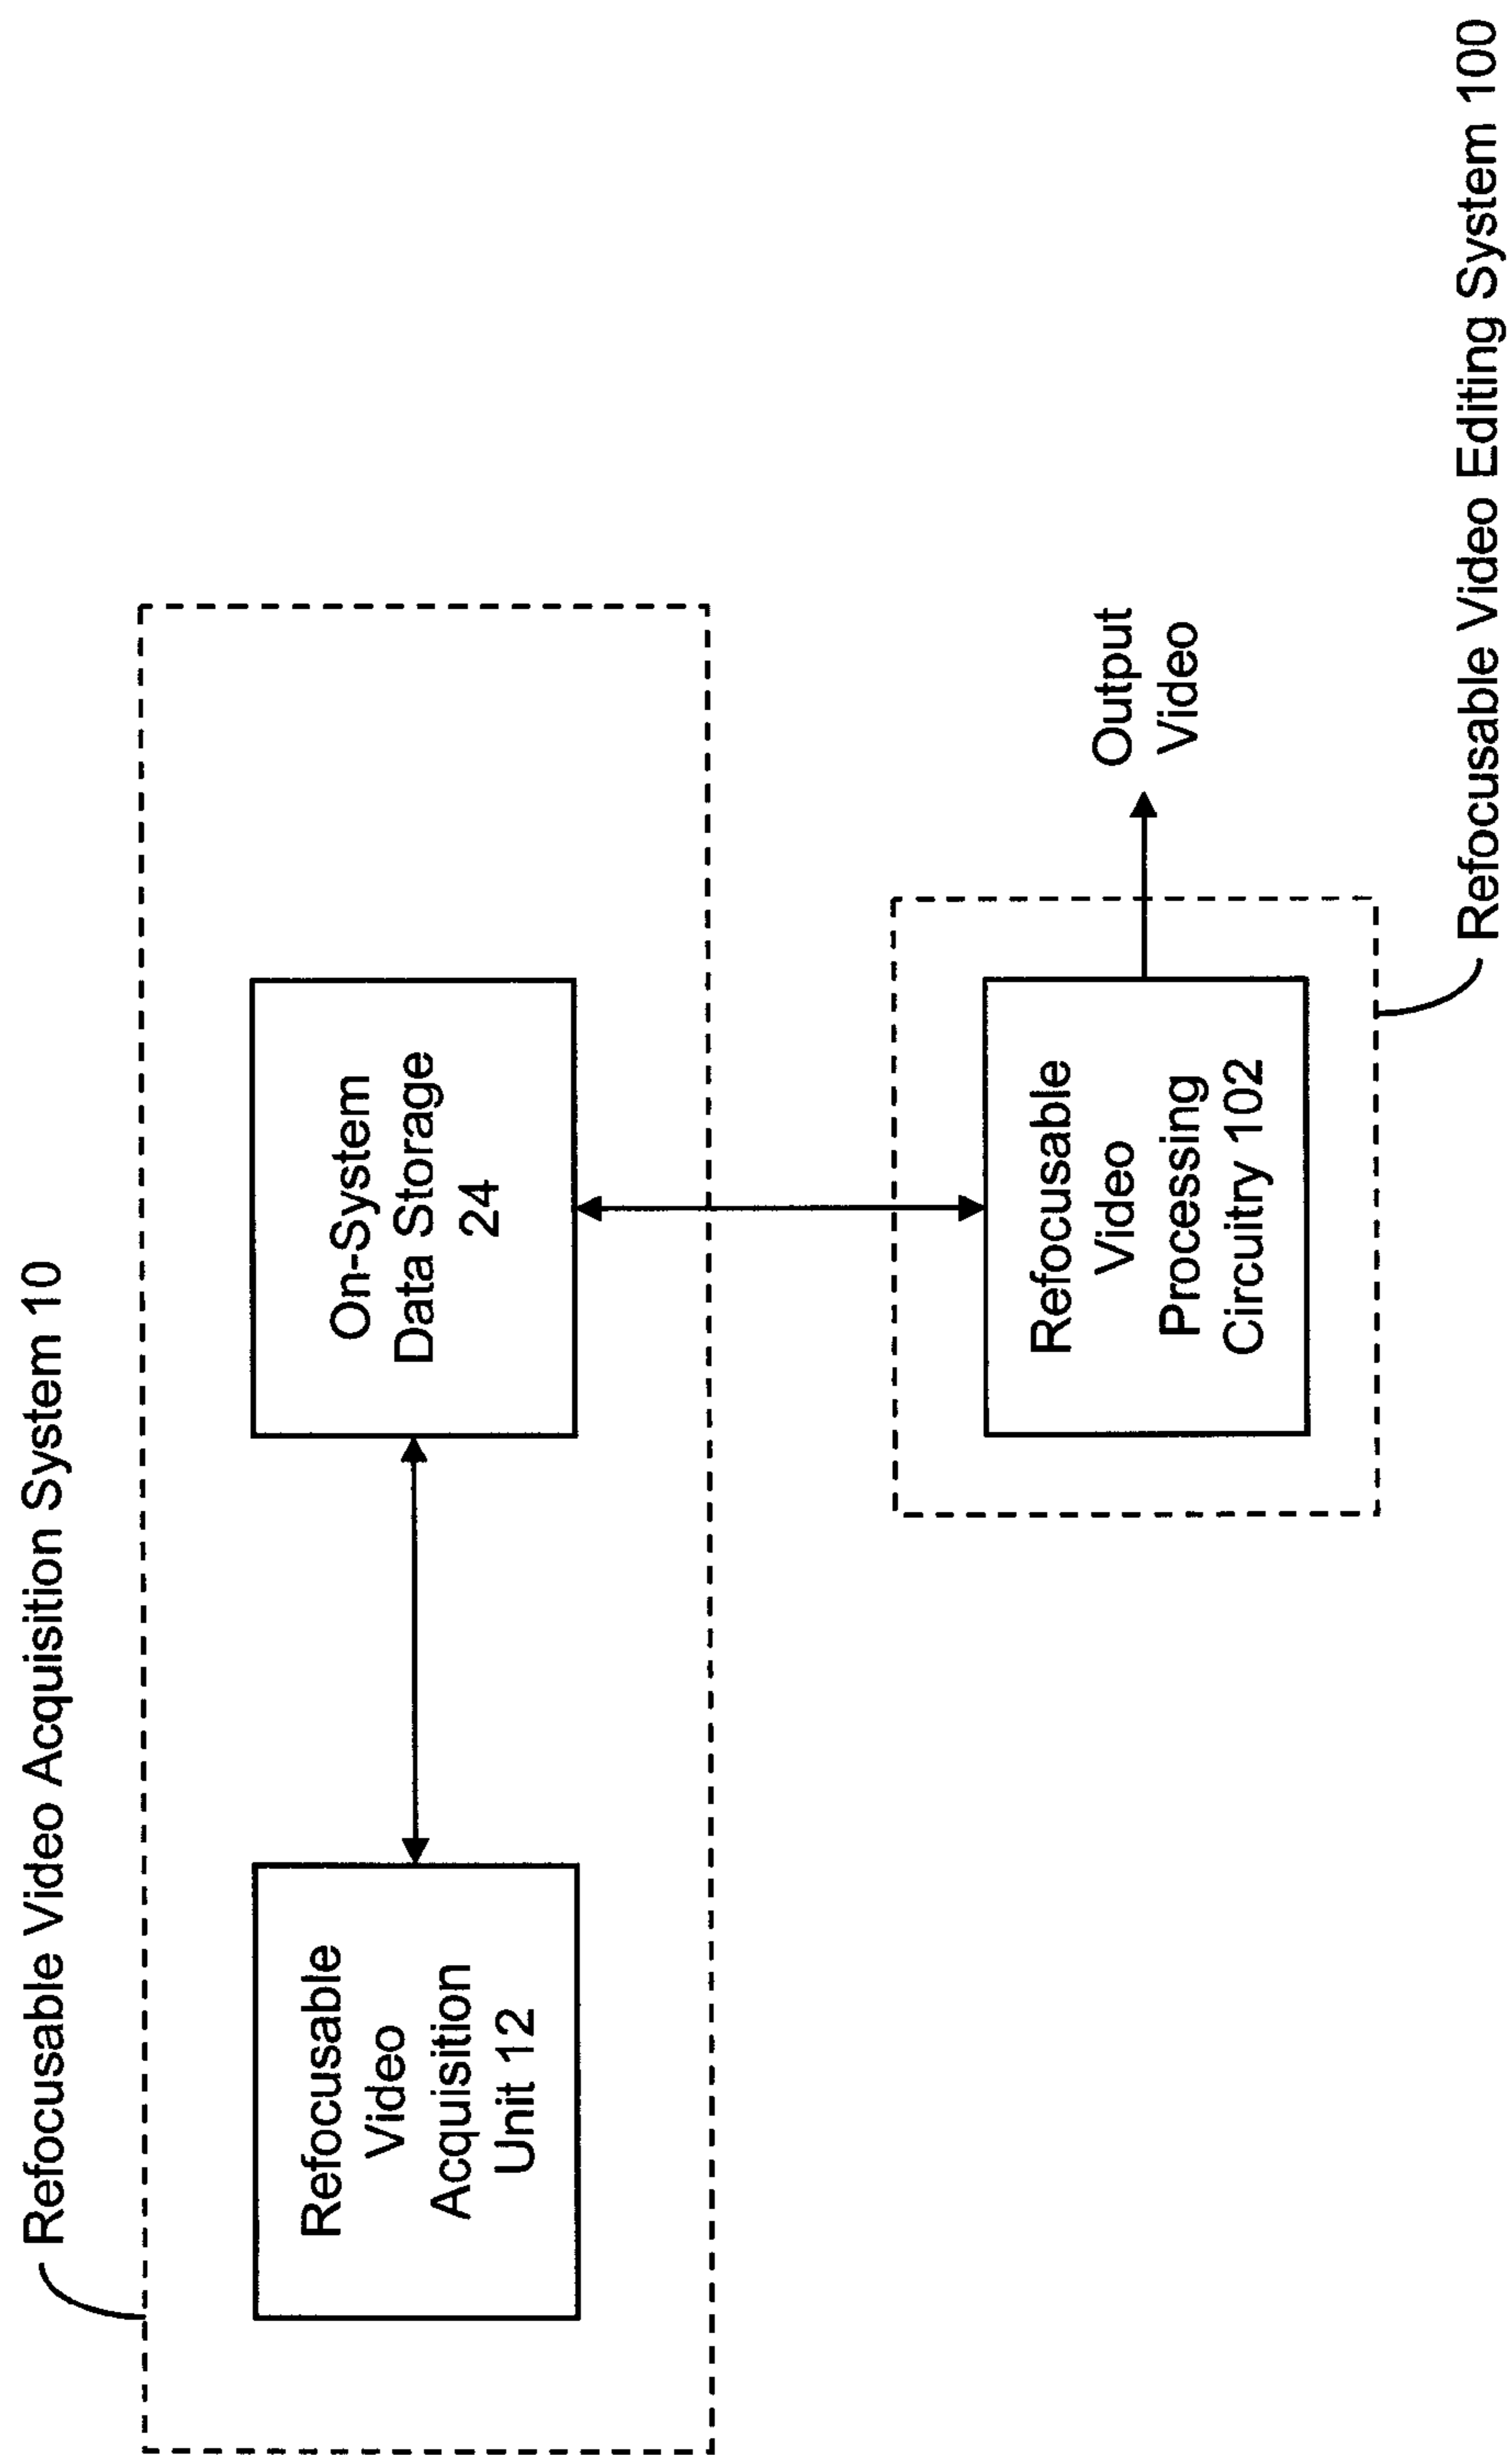 Refocusable Video Acquisition System 10
Refocusable
Video
Acquisition
Unit 12
On-System
Data Storage
24
Refocusable
Video
Processing
Circuitry 102
Output
Video
Refocusable Video Editing System 100